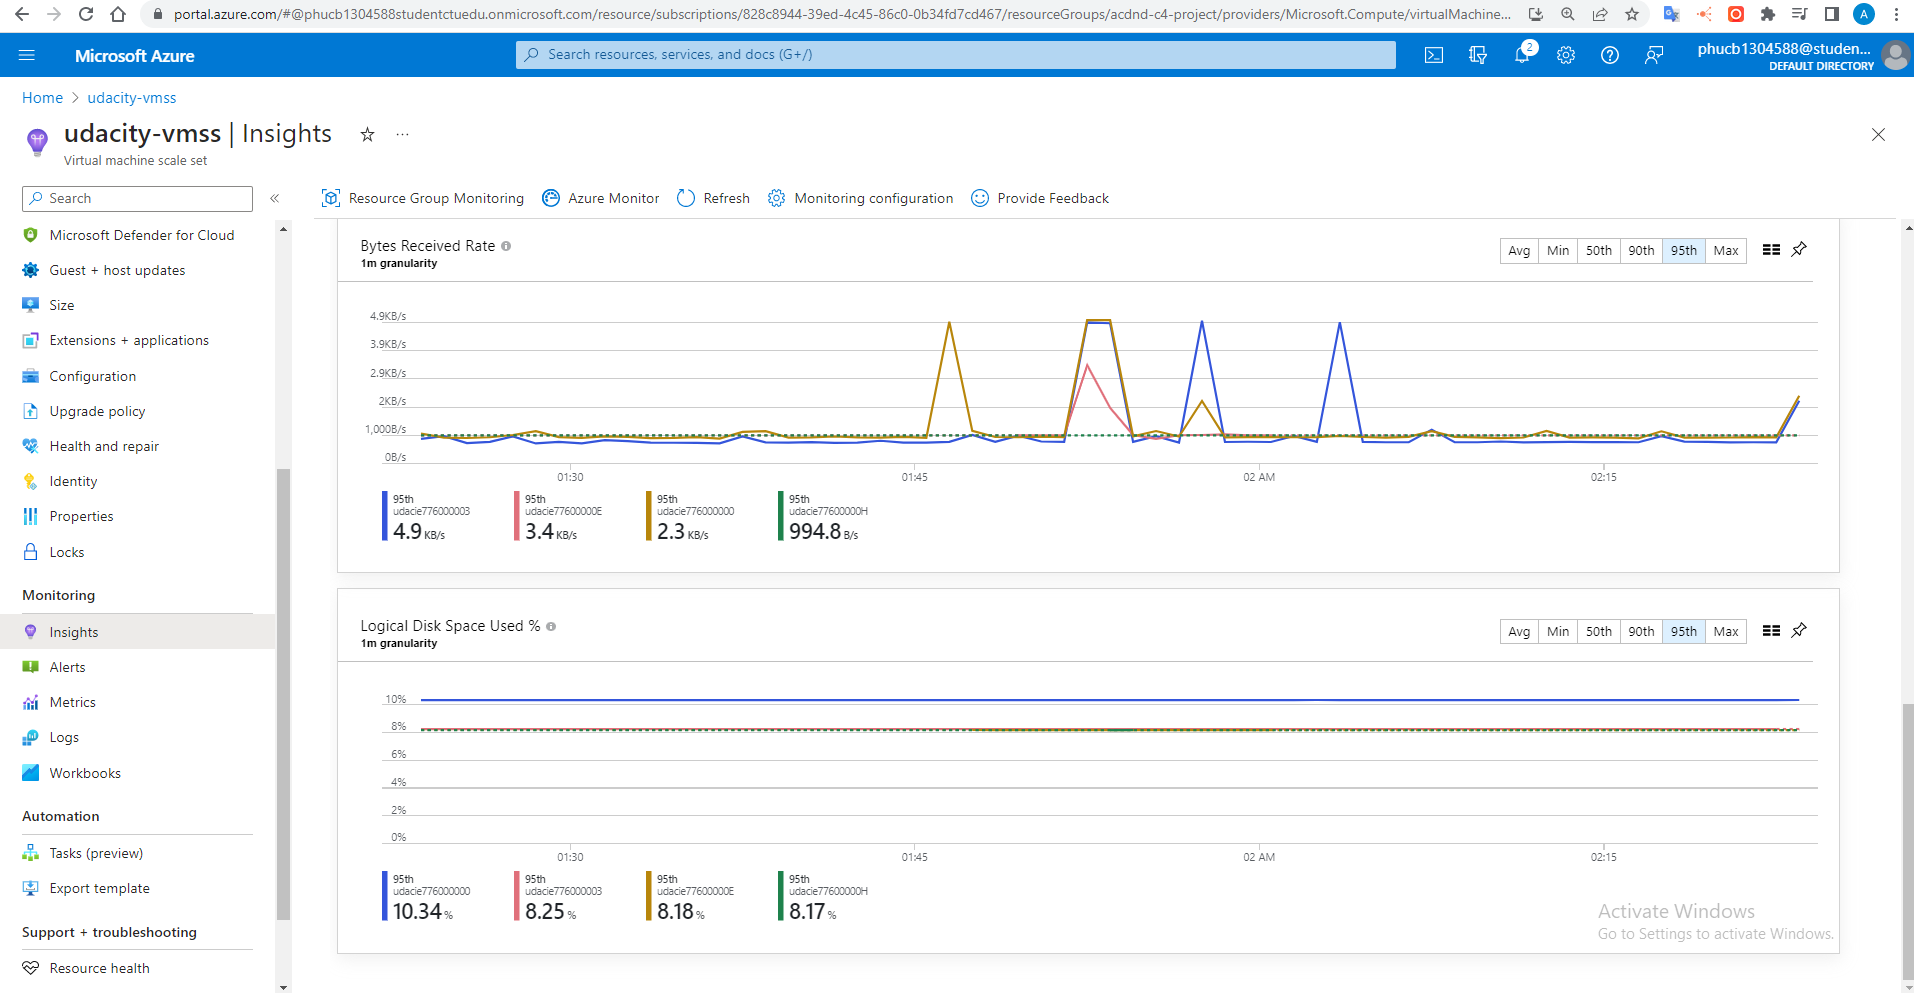 portal.azure.com/#@phucb1304588studentctuedu.onmicrosoft.com/resource/subscriptions/828c8944-39ed-4c45-86c0-0b34fd7cd467/resourceGroups/acdnd-c4-project/providers/Microsoft.Compute/virtualMachine...
A
Microsoft Azure
Search resources, services, and docs (G+/)
2
phucb1304588@studen...
DEFAULT DIRECTORY
Home > udacity-vmss
udacity-vmss | Insights
Virtual machine scale set
Search
Resource Group Monitoring
Azure Monitor
Refresh
Monitoring configuration
Provide Feedback
Microsoft Defender for Cloud
Guest + host updates
Size
Extensions + applications
Configuration
Upgrade policy
Health and repair
Identity
Properties
Locks
Monitoring
Insights
Alerts
Metrics
Logs
Workbooks
Automation
Tasks (preview)
Export template
Support + troubleshooting
Resource health
Bytes Received Rate
1m granularity
Avg Min 50th 90th 95th Max
4.9KB/s
3.9KB/s
2.9KB/s
2KB/s
1,000B/s
0B/s
01:30 01:45 02 AM 02:15
95th
udacie776000003
4.9 KB/s
95th
udacie77600000E
3.4 KB/s
95th
udacie776000000
2.3 KB/s
95th
udacie77600000H
994.8 B/s
Logical Disk Space Used %
1m granularity
Avg Min 50th 90th 95th Max
10%
8%
6%
4%
2%
0%
01:30 01:45 02 AM 02:15
95th
udacie776000000
10.34 %
95th
udacie776000003
8.25 %
95th
udacie77600000E
8.18 %
95th
udacie77600000H
8.17 %
Activate Windows
Go to Settings to activate Windows.